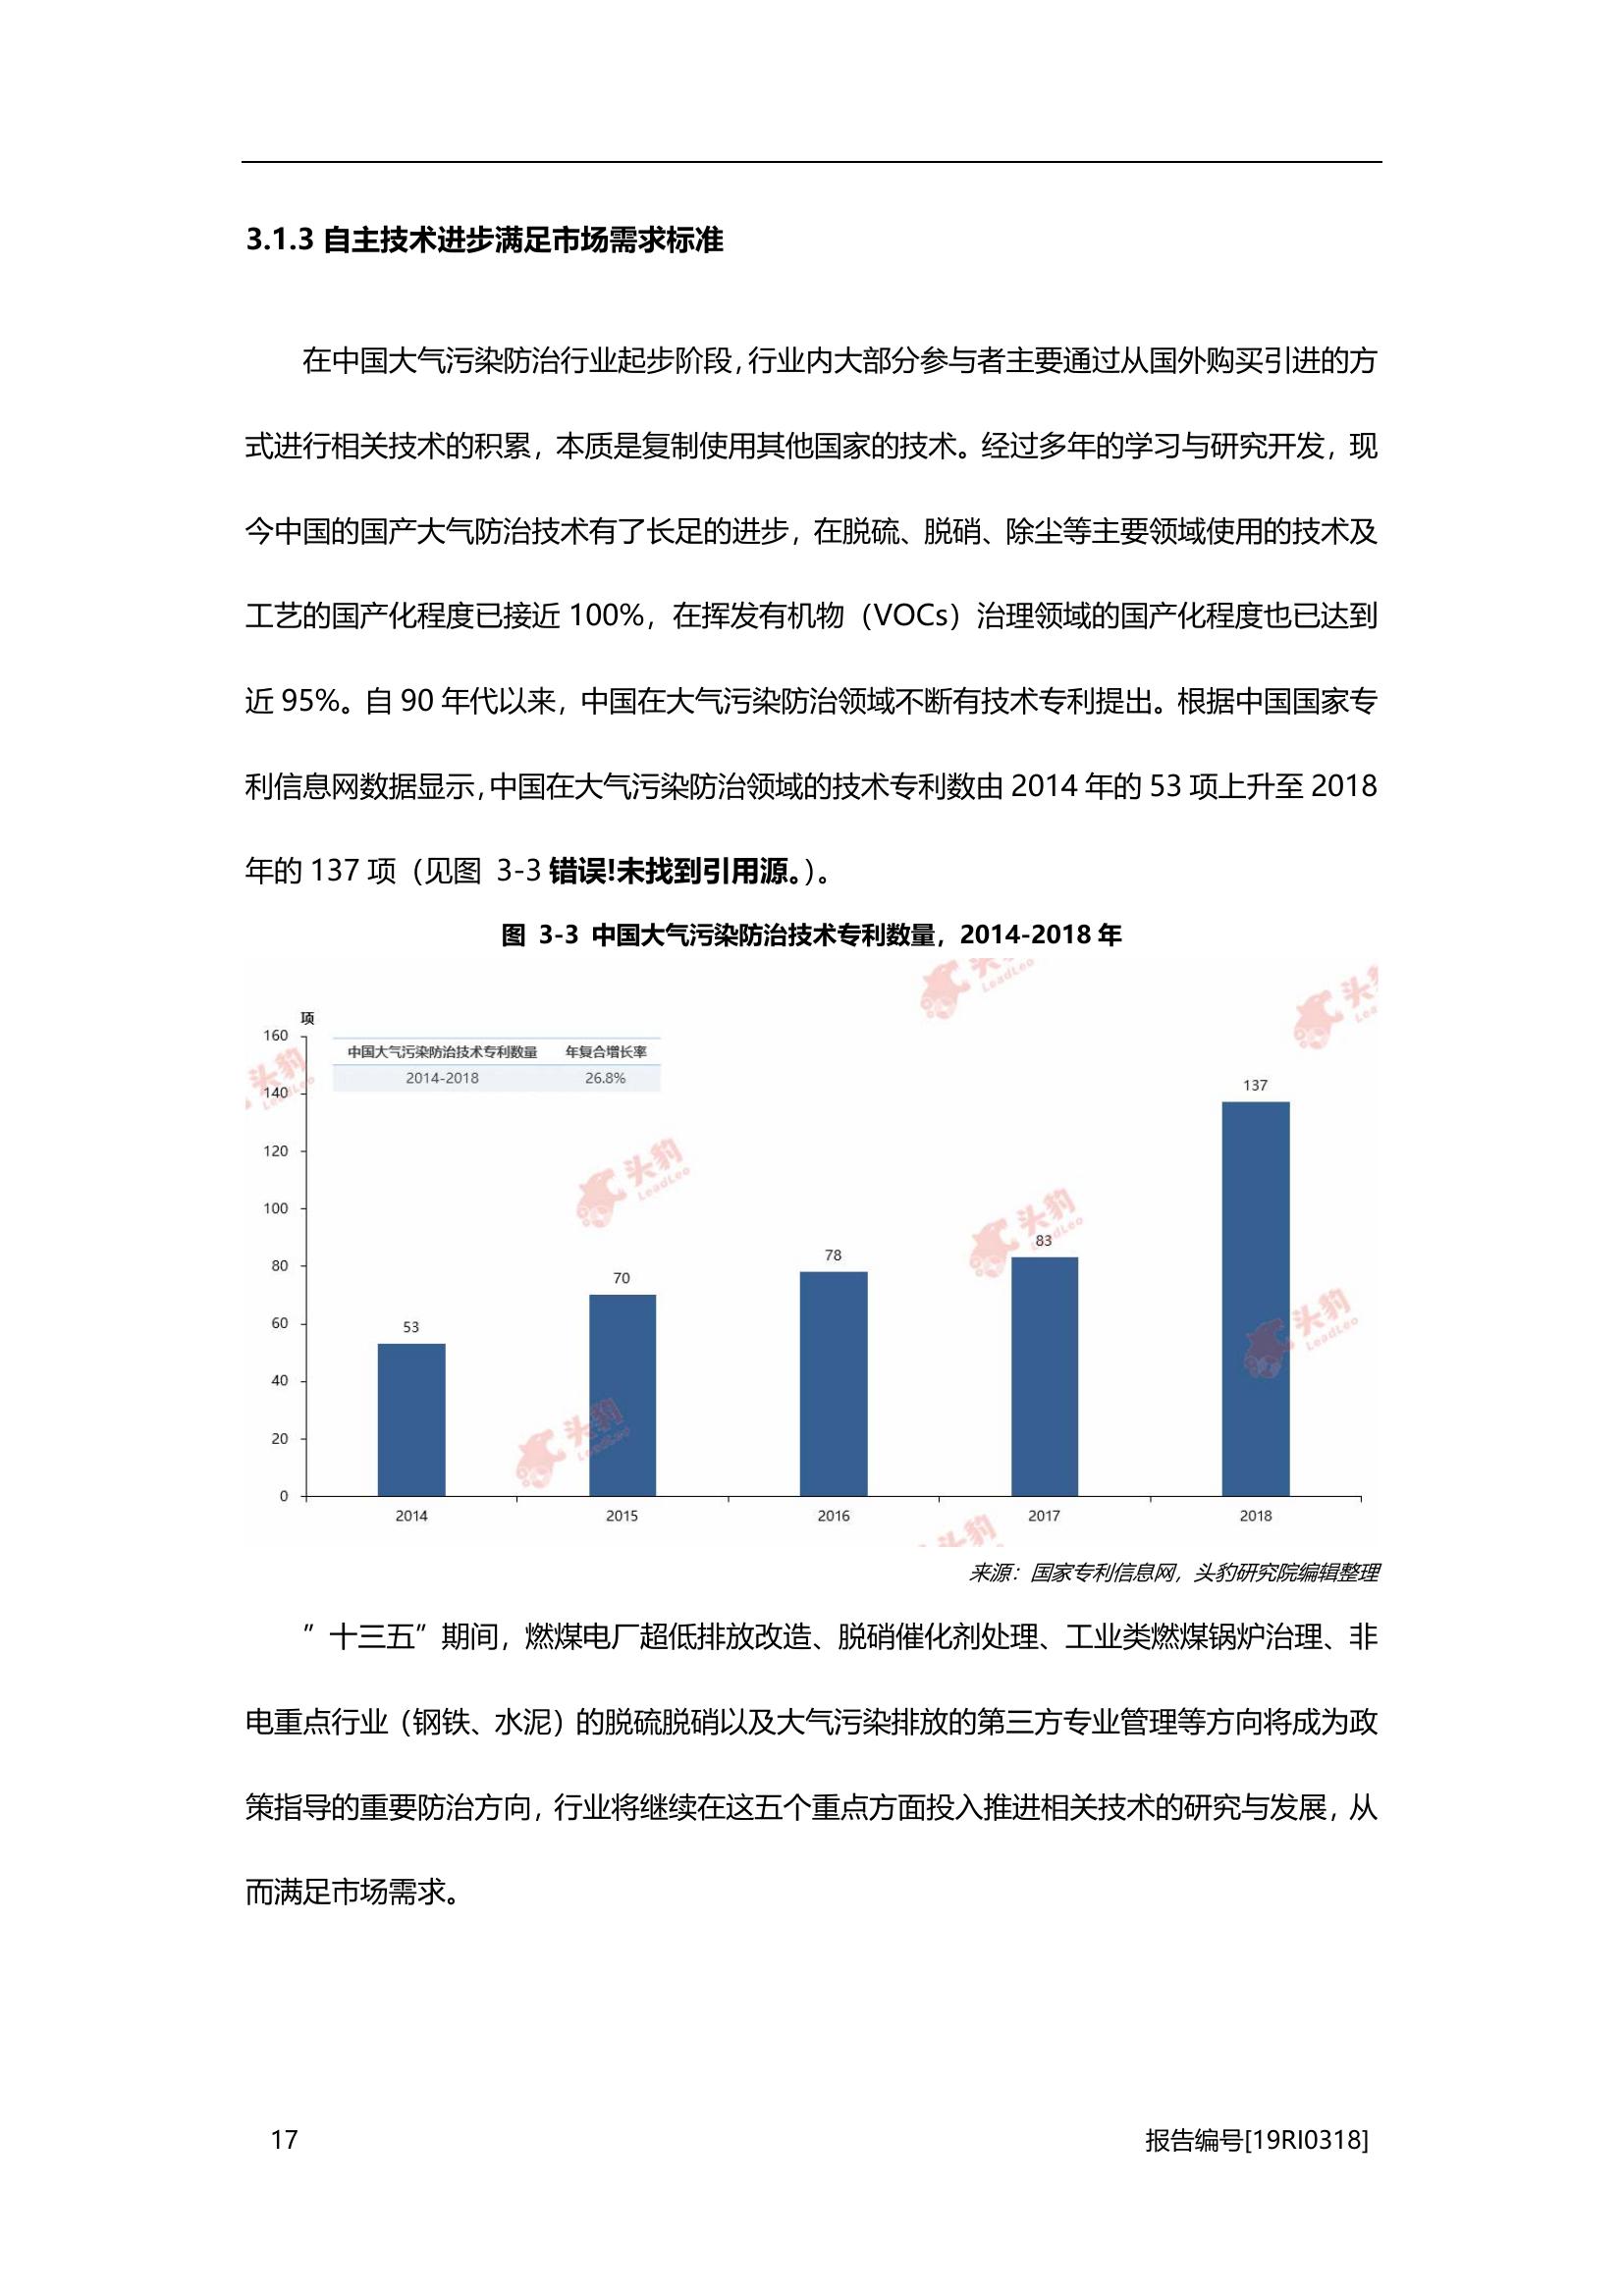 3.1.3 自主技术进步满足市场需求标准
在中国大气污染防治行业起步阶段，行业内大部分参与者主要通过从国外购买引进的方
式进行相关技术的积累，本质是复制使用其他国家的技术。经过多年的学习与研究开发，现
今中国的国产大气防治技术有了长足的进步，在脱硫、脱硝、除尘等主要领域使用的技术及
工艺的国产化程度已接近 100%，在挥发有机物（VOCs）治理领域的国产化程度也已达到
近 95%。自 90 年代以来，中国在大气污染防治领域不断有技术专利提出。根据中国国家专
利信息网数据显示，中国在大气污染防治领域的技术专利数由 2014 年的 53 项上升至 2018
年的 137 项（见图 3-3 错误!未找到引用源。）。
图 3-3 中国大气污染防治技术专利数量，2014-2018 年
头豹 LeadLeo
项
160
140
120
100
80
60
40
20
0
中国大气污染防治技术专利数量 年复合增长率
2014-2018 26.8%
53
70
78
83
137
2014 2015 2016 2017 2018
来源：国家专利信息网，头豹研究院编辑整理
”十三五”期间，燃煤电厂超低排放改造、脱硝催化剂处理、工业类燃煤锅炉治理、非
电重点行业（钢铁、水泥）的脱硫脱硝以及大气污染排放的第三方专业管理等方向将成为政
策指导的重要防治方向，行业将继续在这五个重点方面投入推进相关技术的研究与发展，从
而满足市场需求。
17 报告编号[19RI0318]